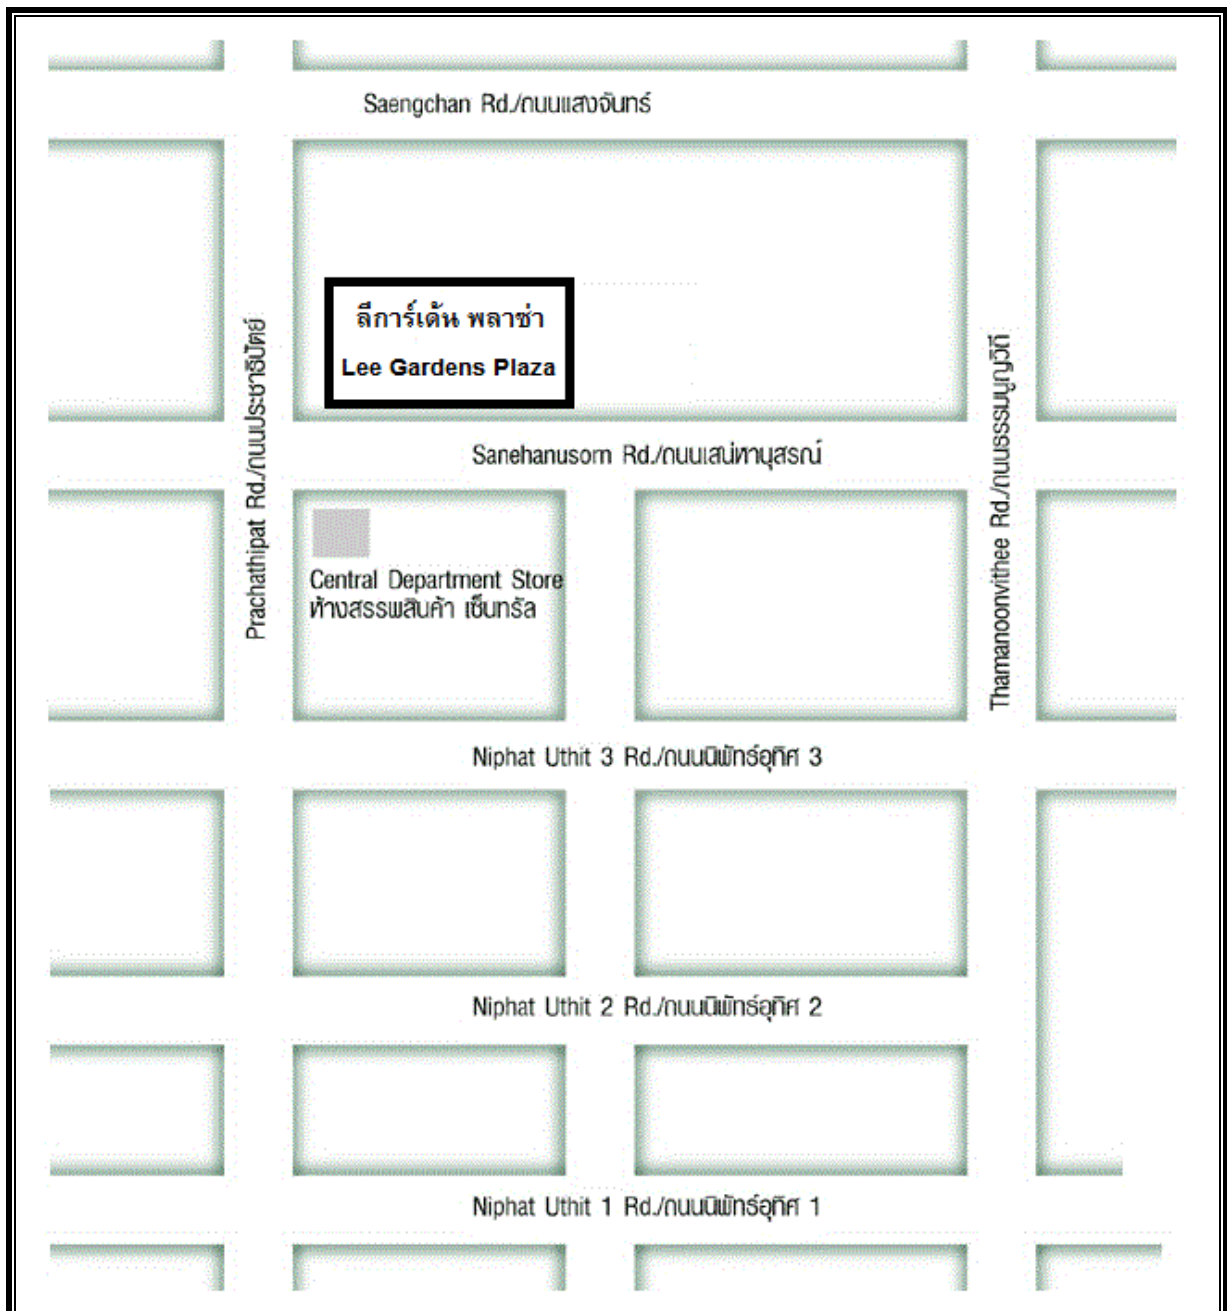 Saengchan Rd./ถนนแสงจันทร์
ลีการ์เด้น พลาซ่า
Lee Gardens Plaza
Prachathipat Rd./ถนนประชาธิปัตย์
Thamanoonvithee Rd./ถนนธรรมนูญวิถี
Sanehanusorn Rd./ถนนเสน่หานุสรณ์
Central Department Store
ห้างสรรพสินค้า เซ็นทรัล
Niphat Uthit 3 Rd./ถนนนิพัทธ์อุทิศ 3
Niphat Uthit 2 Rd./ถนนนิพัทธ์อุทิศ 2
Niphat Uthit 1 Rd./ถนนนิพัทธ์อุทิศ 1